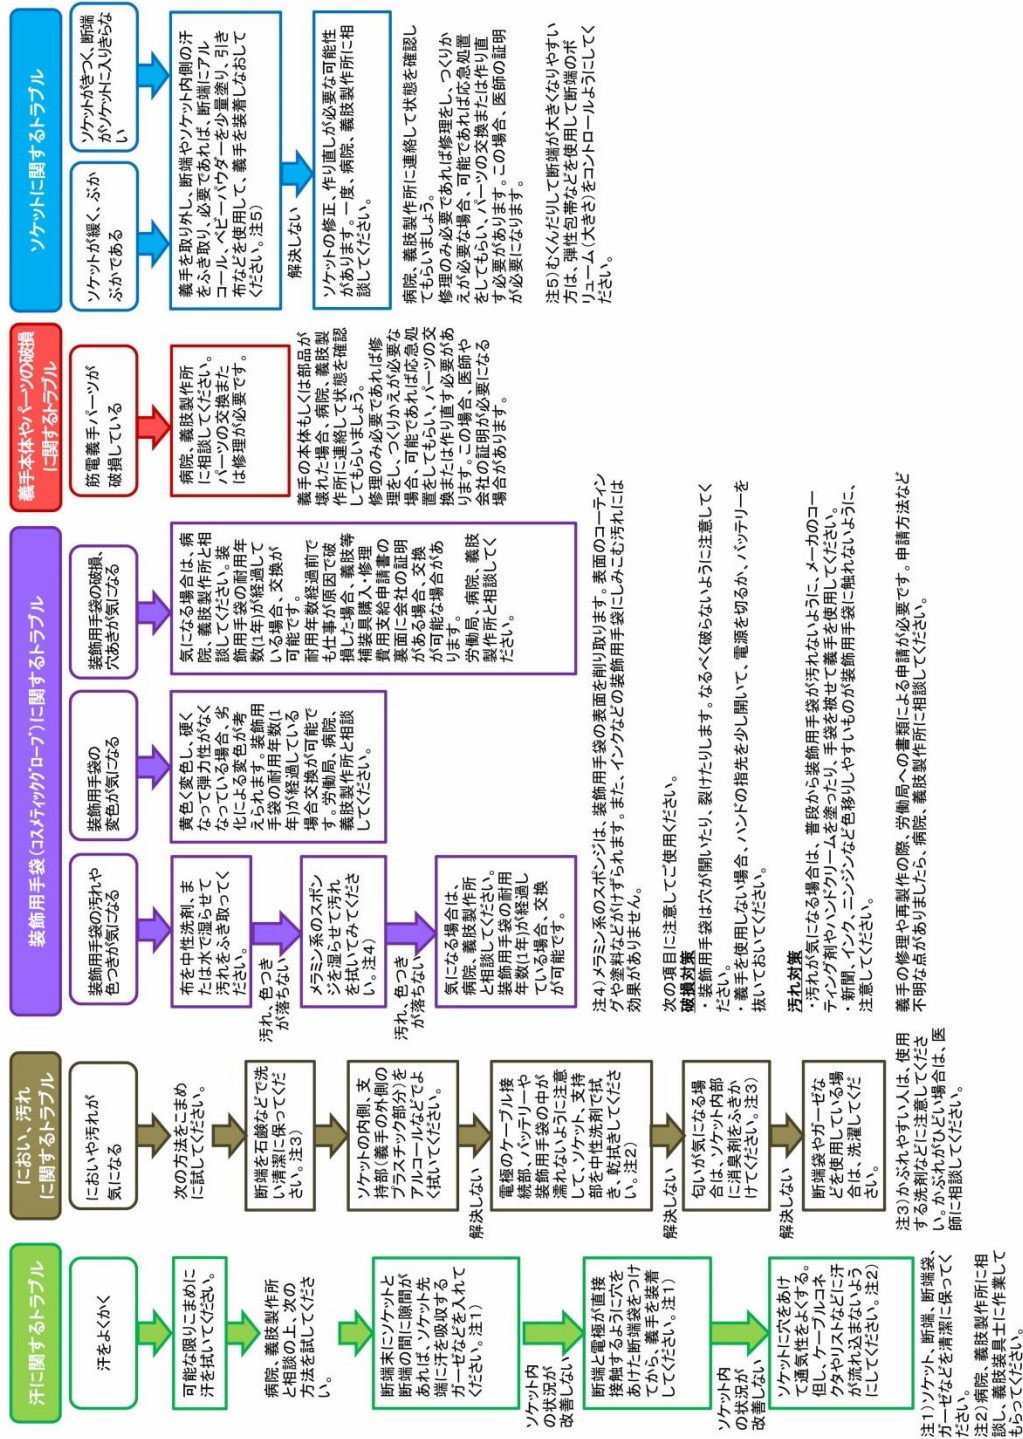 汗に関するトラブル
汗をよくかく
可能な限りこまめに
汗を拭いてください。
病院、義肢製作所
と相談の上、次の
方法を試してくださ
い。
断端末にソケットと
断端の間に隙間が
あれば、ソケット先
端に汗を吸収する
ガーゼなどを入れて
ください。注1)
ソケット内
の状況が
改善しない
断端と電極が直接
接触するように穴を
あけた断端袋をつけ
てから、義手を装着
してください。注1)
ソケット内
の状況が
改善しない
ソケットに穴をあけ
て通気性をよくする。
但し、ケーブルコネ
クタやリストなどに汗
が流れ込まないよう
にしてください。注2)
注1)ソケット、断端、断端袋、
ガーゼなどを清潔に保ってく
ださい。
注2)病院、義肢製作所に相
談し、義肢装具士に作業して
もらってください。
におい、汚れ
に関するトラブル
においや汚れが
気になる
次の方法をこまめ
に試してください。
断端を石鹸などで洗
い清潔に保ってくだ
さい。注3)
ソケットの内側、支
持部(義手の外側の
プラスチック部分)を
アルコールなどでよ
く拭いてください。
解決しない
電極のケーブル接
続部、バッテリーや
装飾用手袋の中が
濡れないように注意
して、ソケット、支持
部を中性洗剤で拭
き、乾拭きしてくださ
い。注2)
解決しない
匂いが気になる場
合は、ソケット内部
に消臭剤をふきか
けてください。注3)
解決しない
断端袋やガーゼな
どを使用している場
合は、洗濯してくだ
さい。
注3)かぶれやすい人は、使用
する洗剤などに注意してくださ
い。かぶれがひどい場合は、医
師に相談してください。
装飾用手袋(コスメティックグローブ)に関するトラブル
装飾用手袋の汚れや
色つきが気になる
布を中性洗剤、ま
たは水で湿らせて
汚れをふき取ってく
ださい。
汚れ、色つき
が落ちない
メラミン系のスポン
ジを湿らせて汚れ
を拭いてみてくださ
い。注4)
汚れ、色つき
が落ちない
気になる場合は、
病院、義肢製作所
と相談してください。
装飾用手袋の耐用
年数(1年)が経過し
ている場合、交換
が可能です。
装飾用手袋の
変色が気になる
黄色く変色し、硬く
なって弾力性がなく
なっている場合、劣
化による変色が考
えられます。装飾用
手袋の耐用年数(1
年)が経過している
場合交換が可能で
す。労働局、病院、
義肢製作所と相談
してください。
装飾用手袋の破損、
穴あきが気になる
気になる場合は、病
院、義肢製作所と相
談してください。装
飾用手袋の耐用年
数(1年)が経過して
いる場合、交換が
可能です。
耐用年数経過前で
も仕事が原因で破
損した場合、義肢等
補装具購入・修理
費用支給申請書の
裏面に会社の証明
がある場合、交換
が可能な場合があ
ります。
労働局、病院、義肢
製作所と相談してく
ださい。
注4)メラミン系のスポンジは、装飾用手袋の表面を削り取ります。表面のコーティン
グや塗料などがけずられます。また、インクなどの装飾用手袋にしみこむ汚れには
効果がありません。
次の項目に注意してご使用ください。
破損対策
・装飾用手袋は穴が開いたり、裂けたりします。なるべく破らないように注意してく
ださい。
・義手を使用しない場合、ハンドの指先を少し開いて、電源を切るか、バッテリーを
抜いておいてください。
汚れ対策
・汚れが気になる場合は、普段から装飾用手袋が汚れないように、メーカのコー
ティング剤やハンドクリームを塗ったり、手袋を被せて義手を使用してください。
・新聞、インク、ニンジンなど色移りしやすいものが装飾用手袋に触れないように、
注意してください。
義手の修理や再製作の際、労働局への書類による申請が必要です。申請方法など
不明な点がありましたら、病院、義肢製作所に相談してください。
義手本体やパーツの破損
に関するトラブル
筋電義手パーツが
破損している
病院、義肢製作所
に相談してください。
パーツの交換また
は修理が必要です。
義手の本体もしくは部品が
壊れた場合、病院、義肢製
作所に連絡して状態を確認
してもらいましょう。
修理のみ必要であれば修
理をし、つくりかえが必要な
場合、可能であれば応急処
置をしてもらい、パーツの交
換または作り直す必要があ
ります。この場合、医師や
会社の証明が必要になる
場合があります。
ソケットに関するトラブル
ソケットが緩く、ぶか
ぶかである
ソケットがきつく、断端
がソケットに入りきらな
い
義手を取り外し、断端やソケット内側の汗
をふき取り、必要であれば、断端にアル
コール、ベビーパウダーを少量塗り、引き
布などを使用して、義手を装着しなおして
ください。注5)
解決しない
ソケットの修正、作り直しが必要な可能性
があります。一度、病院、義肢製作所に相
談してください。
病院、義肢製作所に連絡して状態を確認し
てもらいましょう。
修理のみ必要であれば修理をし、つくりか
えが必要な場合、可能であれば応急処置
をしてもらい、パーツの交換または作り直
す必要があります。この場合、医師の証明
が必要になります。
注5)むくんだりして断端が大きくなりやすい
方は、弾性包帯などを使用して断端のボ
リューム(大きさ)をコントロールようにしてく
ださい。